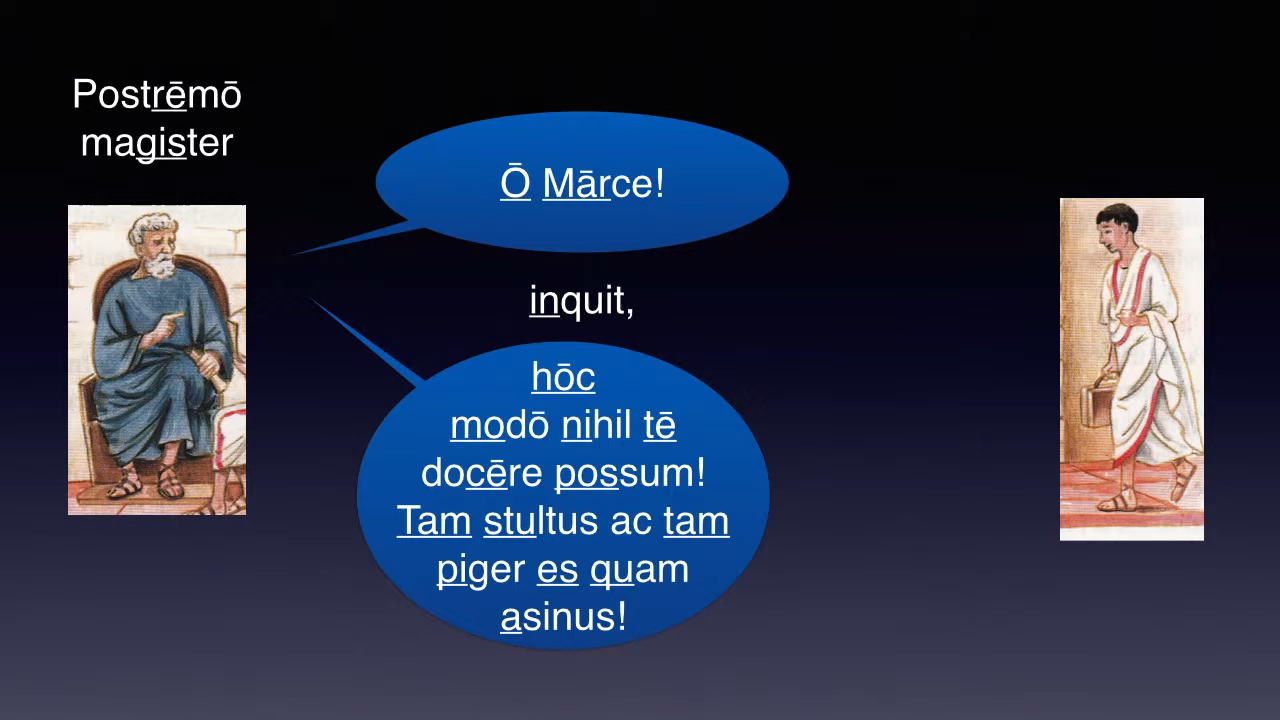 Postrēmō
magister
Ō Mārce!
inquit,
hōc
modō nihil tē
docēre possum!
Tam stultus ac tam
piger es quam
asinus!